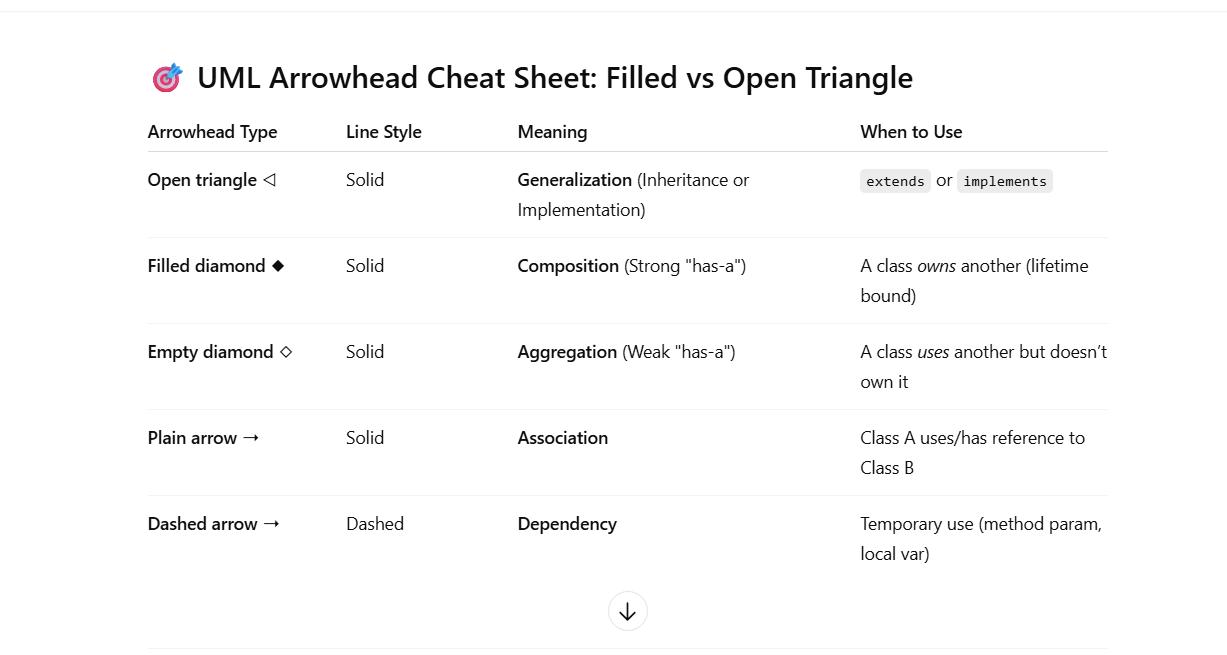 🎯 UML Arrowhead Cheat Sheet: Filled vs Open Triangle
Arrowhead Type Line Style Meaning When to Use
Open triangle ◁ Solid Generalization (Inheritance or extends or implements
Implementation)
Filled diamond ◆ Solid Composition (Strong "has-a") A class owns another (lifetime
bound)
Empty diamond ◇ Solid Aggregation (Weak "has-a") A class uses another but doesn’t
own it
Plain arrow → Solid Association Class A uses/has reference to
Class B
Dashed arrow → Dashed Dependency Temporary use (method param,
local var)